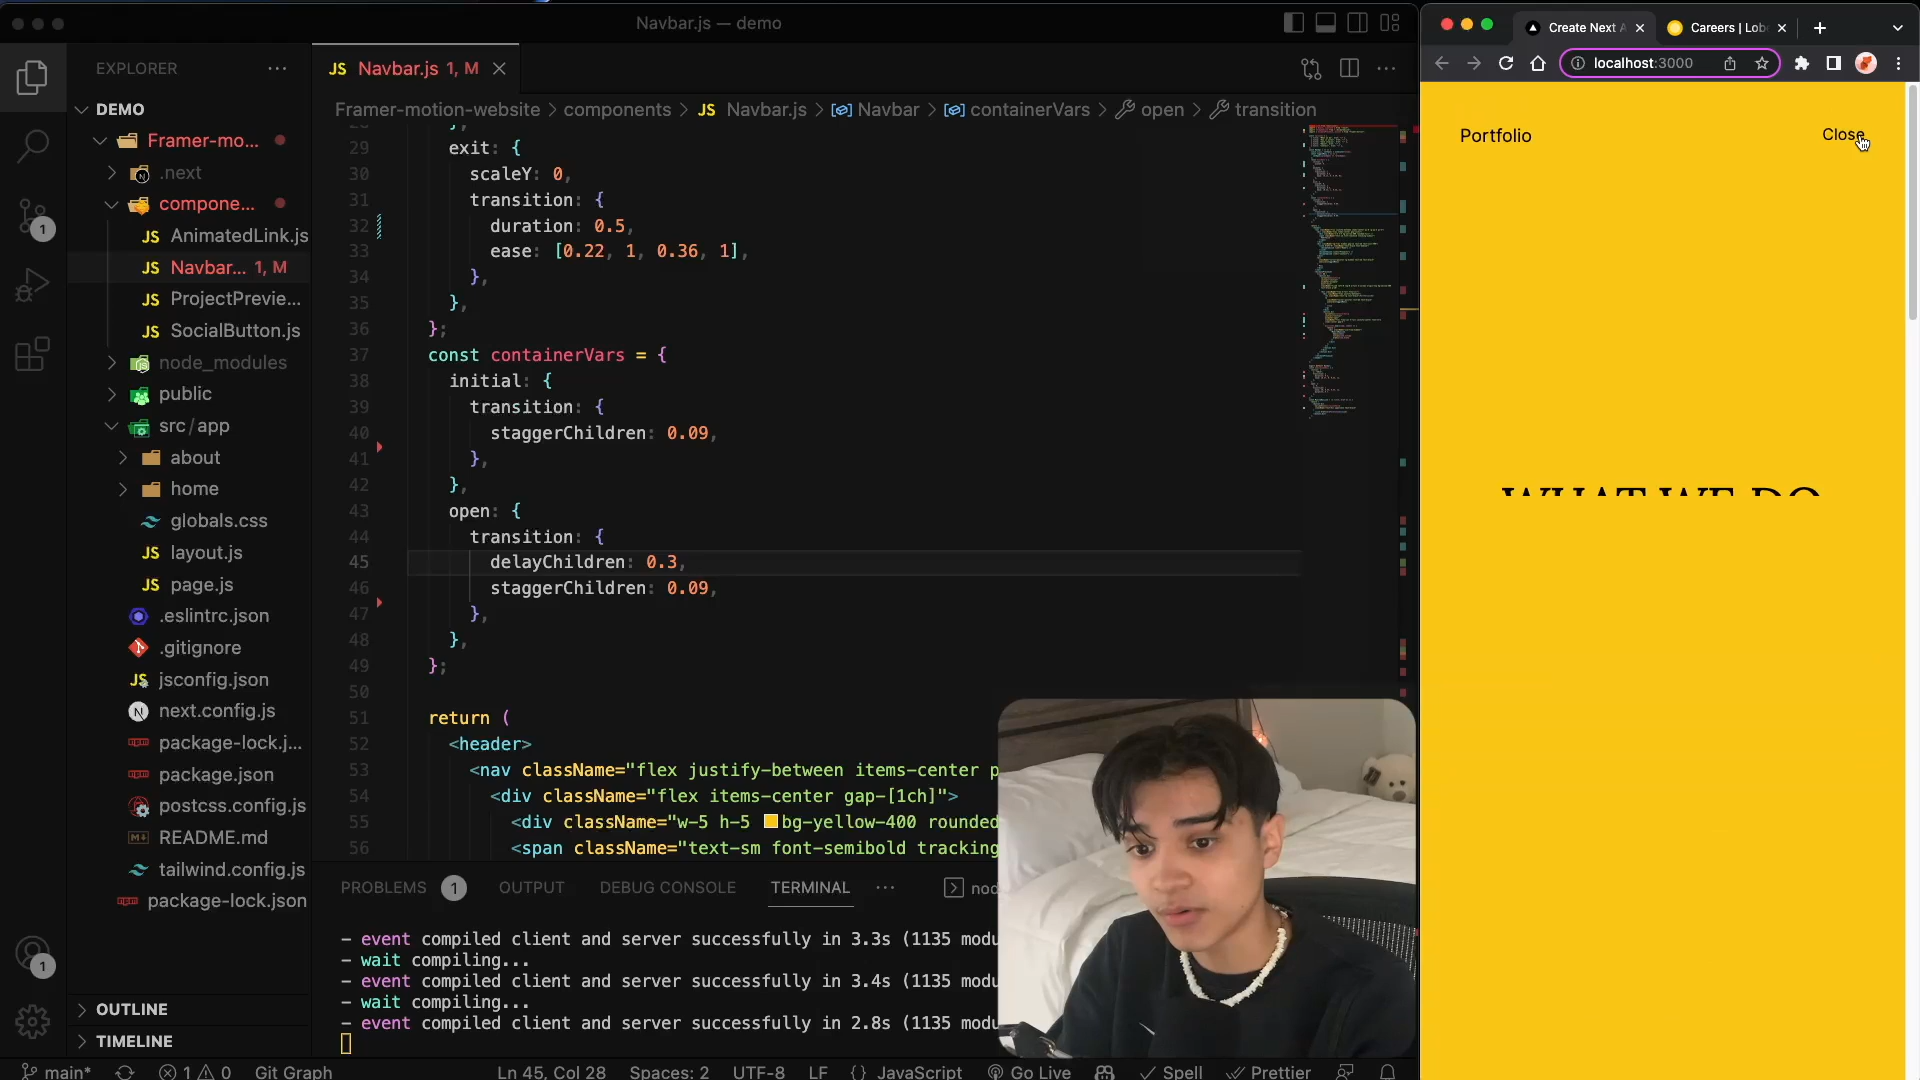 Navbar.js — demo
EXPLORER
DEMO
Framer-mo...
.next
compone...
AnimatedLink.js
Navbar... 1, M
ProjectPrevie...
SocialButton.js
node_modules
public
src/app
about
home
globals.css
layout.js
page.js
.eslintrc.json
.gitignore
jsconfig.json
next.config.js
package-lock.j...
package.json
postcss.config.js
README.md
tailwind.config.js
package-lock.json
OUTLINE
TIMELINE
JS Navbar.js 1, M
Framer-motion-website > components > JS Navbar.js > Navbar > containerVars > open > transition
29 exit: {
30 scaleY: 0,
31 transition: {
32 duration: 0.5,
33 ease: [0.22, 1, 0.36, 1],
34 },
35 },
36 };
37 const containerVars = {
38 initial: {
39 transition: {
40 staggerChildren: 0.09,
41 },
42 },
43 open: {
44 transition: {
45 delayChildren: 0.3,
46 staggerChildren: 0.09,
47 },
48 },
49 };
50
51 return (
52 <header>
53 <nav className="flex justify-between items-center p
54 <div className="flex items-center gap-[1ch]">
55 <div className="w-5 h-5 bg-yellow-400 rounded
56 <span className="text-sm font-semibold tracking
PROBLEMS 1 OUTPUT DEBUG CONSOLE TERMINAL ··· nod
- event compiled client and server successfully in 3.3s (1135 modu
- wait compiling...
- event compiled client and server successfully in 3.4s (1135 modu
- wait compiling...
- event compiled client and server successfully in 2.8s (1135 modu
main* 1 0 Git Graph Ln 45, Col 28 Spaces: 2 UTF-8 LF {} JavaScript Go Live Spell Prettier
Create Next A
Careers | Lob
localhost:3000
Portfolio
Close
WHAT WE DO